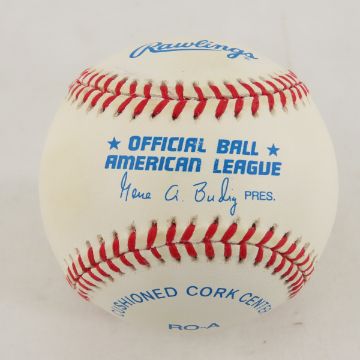 Rawlings
★ OFFICIAL BALL ★
AMERICAN LEAGUE
Gene A. Budig PRES.
CUSHIONED CORK CENTER
RO-A